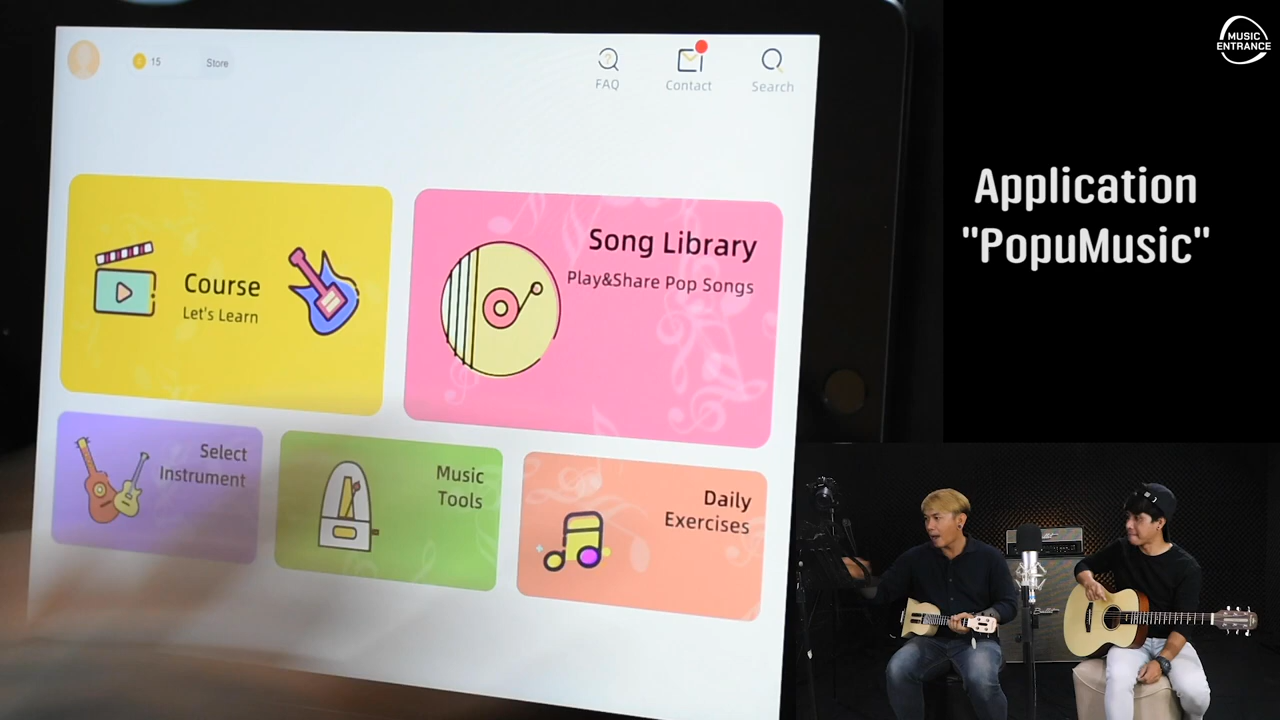 15
Store
FAQ
Contact
Search
Course
Let's Learn
Song Library
Play&Share Pop Songs
Select
Instrument
Music
Tools
Daily
Exercises
MUSIC
ENTRANCE
Application
"PopuMusic"